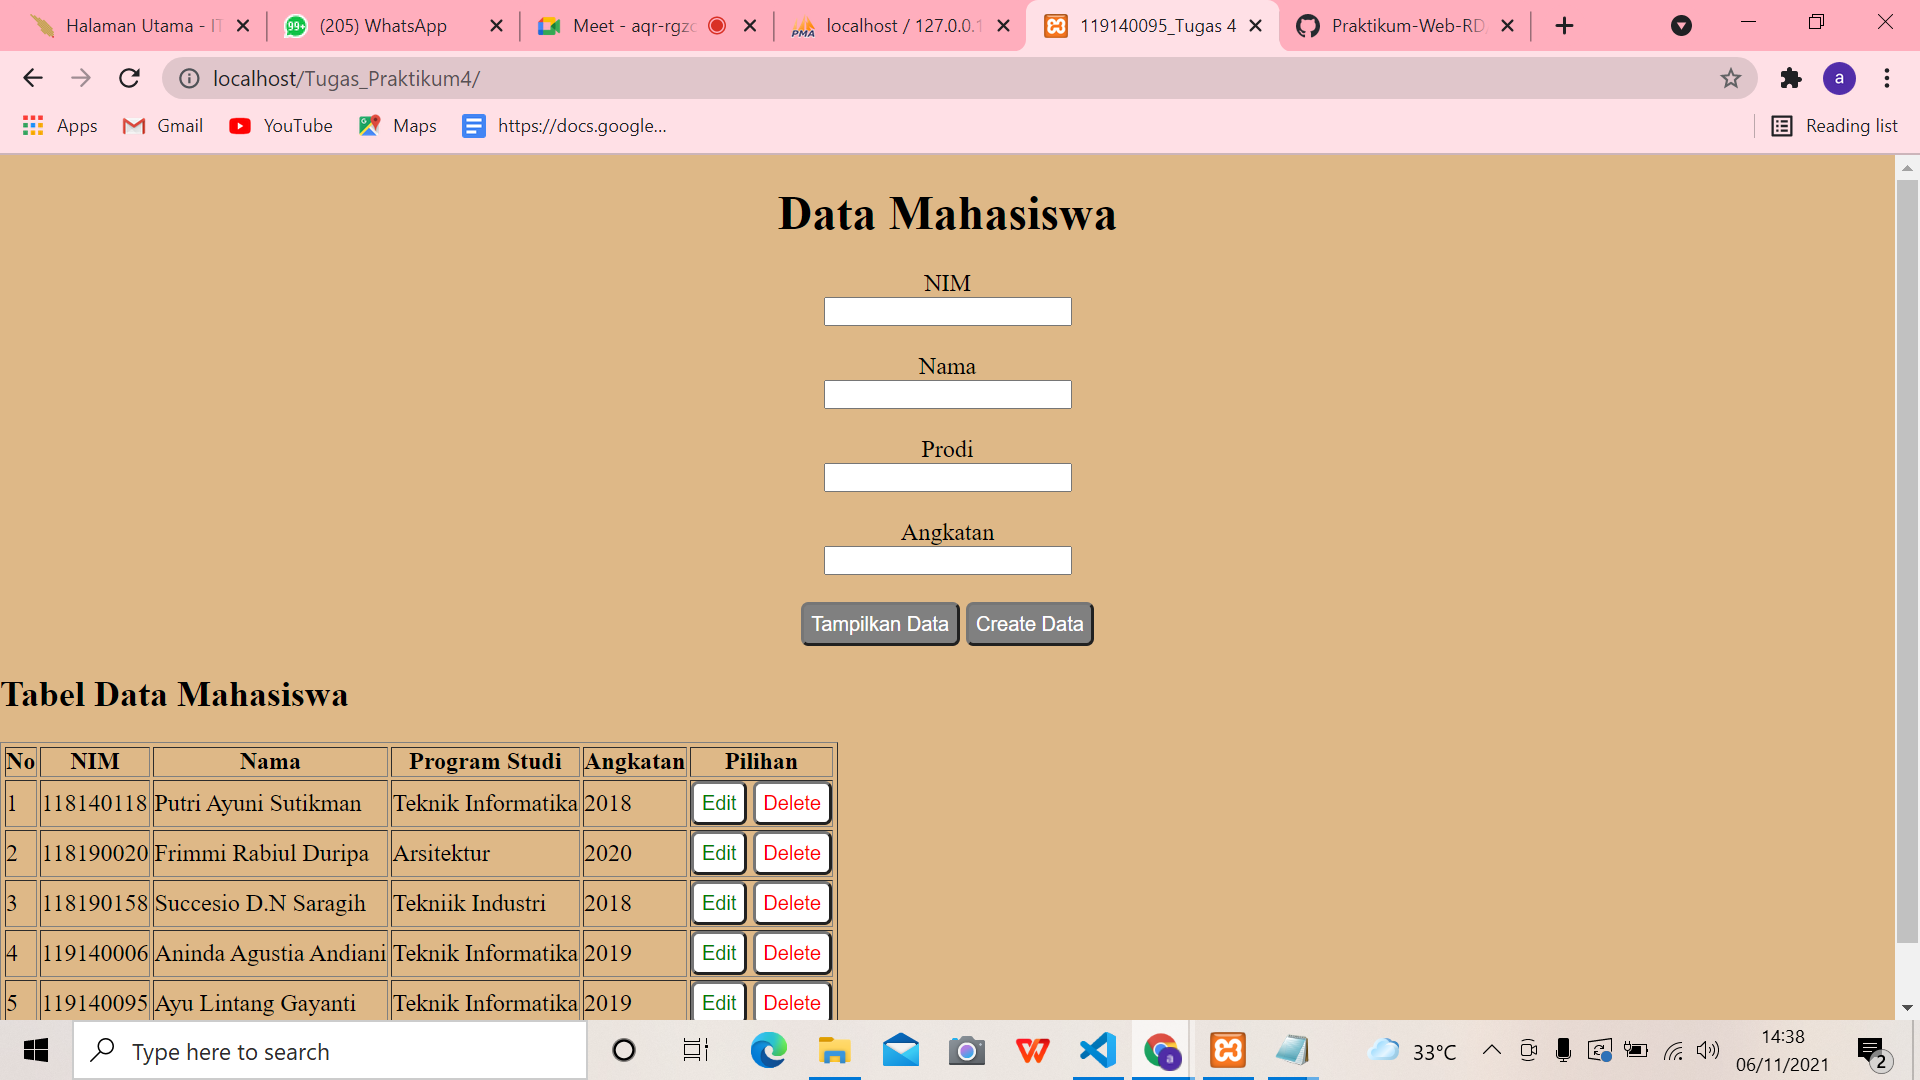 Halaman Utama - IT
(205) WhatsApp
Meet - aqr-rgzc
localhost / 127.0.0.1
119140095_Tugas 4
Praktikum-Web-RD
localhost/Tugas_Praktikum4/
a
Apps
Gmail
YouTube
Maps
https://docs.google...
Reading list
Data Mahasiswa
NIM
Nama
Prodi
Angkatan
Tampilkan Data Create Data
Tabel Data Mahasiswa
No NIM Nama Program Studi Angkatan Pilihan
1 118140118 Putri Ayuni Sutikman Teknik Informatika 2018 Edit Delete
2 118190020 Frimmi Rabiul Duripa Arsitektur 2020 Edit Delete
3 118190158 Succesio D.N Saragih Tekniik Industri 2018 Edit Delete
4 119140006 Aninda Agustia Andiani Teknik Informatika 2019 Edit Delete
5 119140095 Ayu Lintang Gayanti Teknik Informatika 2019 Edit Delete
Type here to search
33°C
14:38
06/11/2021
2
99+
PMA
a